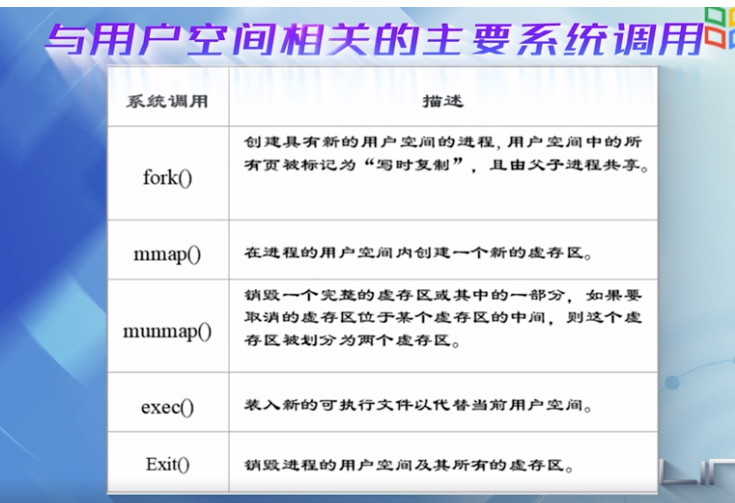 与用户空间相关的主要系统调用
系统调用
描述
fork()
创建具有新的用户空间的进程, 用户空间中的所
有页被标记为“写时复制”，且由父子进程共享。
mmap()
在进程的用户空间内创建一个新的虚存区。
munmap()
销毁一个完整的虚存区或其中的一部分，如果要
取消的虚存区位于某个虚存区的中间，则这个虚
存区被划分为两个虚存区。
exec()
装入新的可执行文件以代替当前用户空间。
Exit()
销毁进程的用户空间及其所有的虚存区。